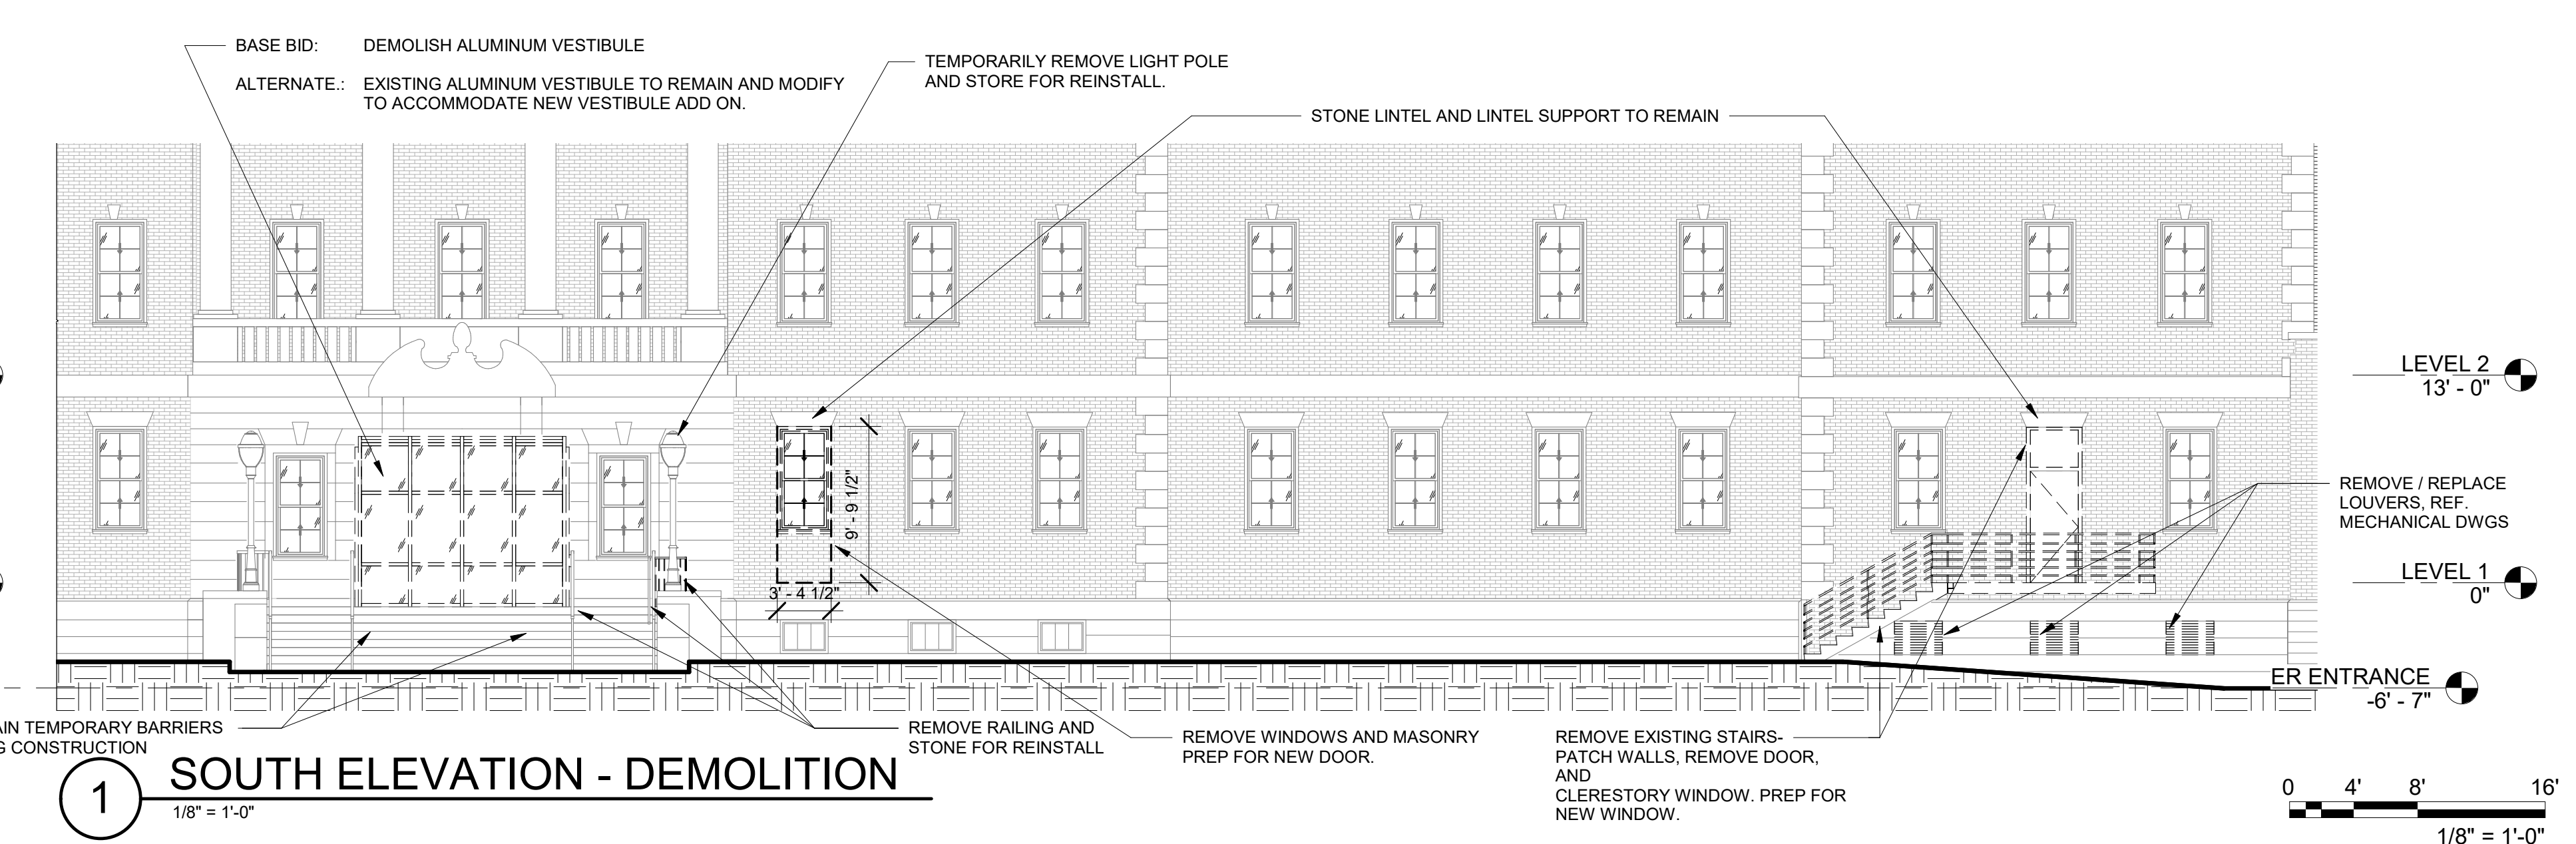 BASE BID: DEMOLISH ALUMINUM VESTIBULE
ALTERNATE.: EXISTING ALUMINUM VESTIBULE TO REMAIN AND MODIFY
TO ACCOMMODATE NEW VESTIBULE ADD ON.
TEMPORARILY REMOVE LIGHT POLE
AND STORE FOR REINSTALL.
STONE LINTEL AND LINTEL SUPPORT TO REMAIN
LEVEL 2
13' - 0"
9' - 9 1/2"
3' - 4 1/2"
REMOVE / REPLACE
LOUVERS, REF.
MECHANICAL DWGS
LEVEL 1
0"
ER ENTRANCE
-6' - 7"
AIN TEMPORARY BARRIERS
G CONSTRUCTION
REMOVE RAILING AND
STONE FOR REINSTALL
REMOVE WINDOWS AND MASONRY
PREP FOR NEW DOOR.
REMOVE EXISTING STAIRS-
PATCH WALLS, REMOVE DOOR,
AND
CLERESTORY WINDOW. PREP FOR
NEW WINDOW.
1 SOUTH ELEVATION - DEMOLITION
1/8" = 1'-0"
0 4' 8' 16'
1/8" = 1'-0"